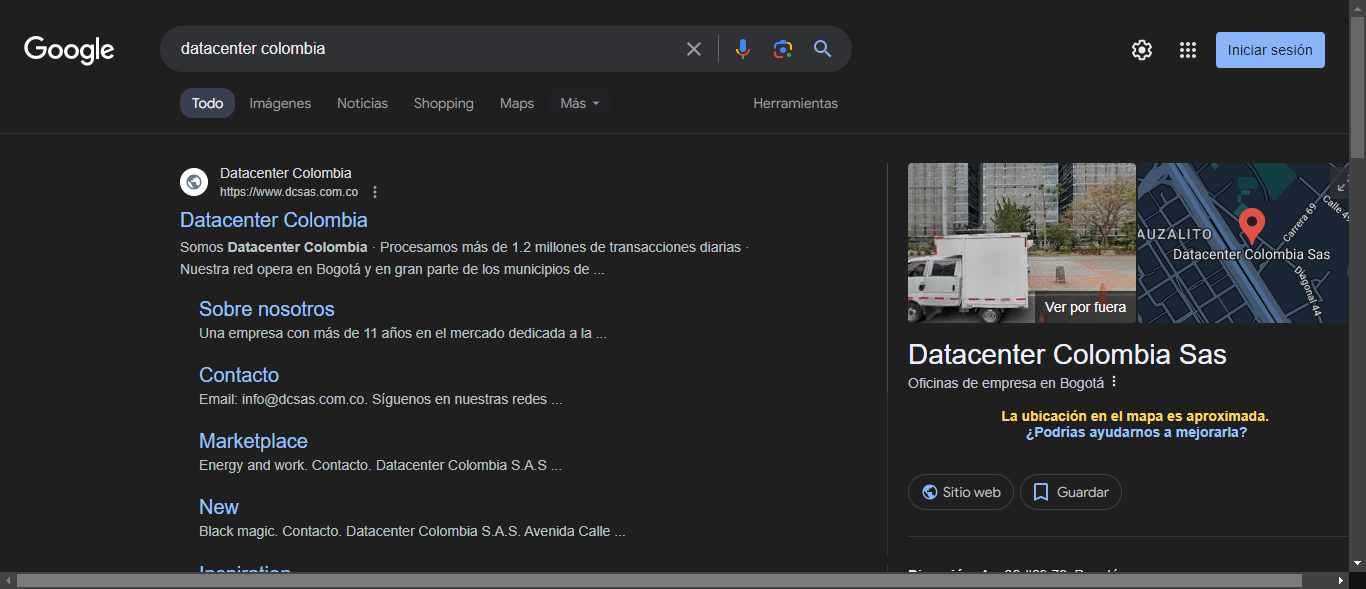 Google
datacenter colombia
Iniciar sesión
Todo
Imágenes
Noticias
Shopping
Maps
Más
Herramientas
Datacenter Colombia
https://www.dcsas.com.co
Datacenter Colombia
Somos Datacenter Colombia · Procesamos más de 1.2 millones de transacciones diarias ·
Nuestra red opera en Bogotá y en gran parte de los municipios de ...
Sobre nosotros
Una empresa con más de 11 años en el mercado dedicada a la ...
Contacto
Email: info@dcsas.com.co. Síguenos en nuestras redes ...
Marketplace
Energy and work. Contacto. Datacenter Colombia S.A.S ...
New
Black magic. Contacto. Datacenter Colombia S.A.S. Avenida Calle ...
Inspiration
Ver por fuera
AUZALITO
Carrera 69
Calle 4
Datacenter Colombia Sas
Diagonal 44
Datacenter Colombia Sas
Oficinas de empresa en Bogotá
La ubicación en el mapa es aproximada.
¿Podrías ayudarnos a mejorarla?
Sitio web
Guardar